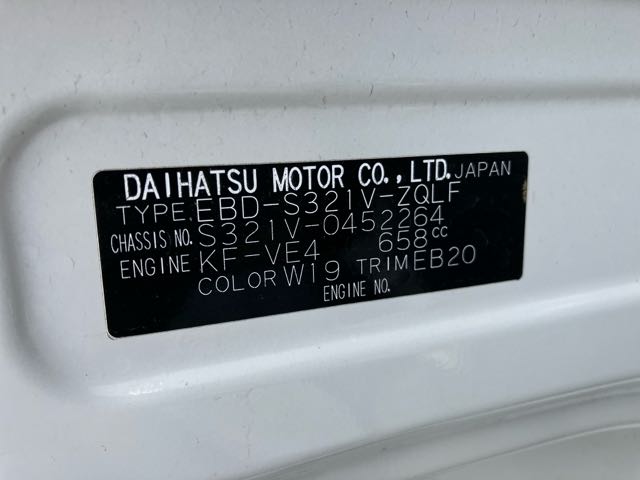 DAIHATSU MOTOR CO.,LTD. JAPAN
TYPE EBD-S321V-ZQLF
CHASSIS NO. S321V-0452264
ENGINE KF-VE4 658cc
COLOR W19 TRIM EB20
ENGINE NO.